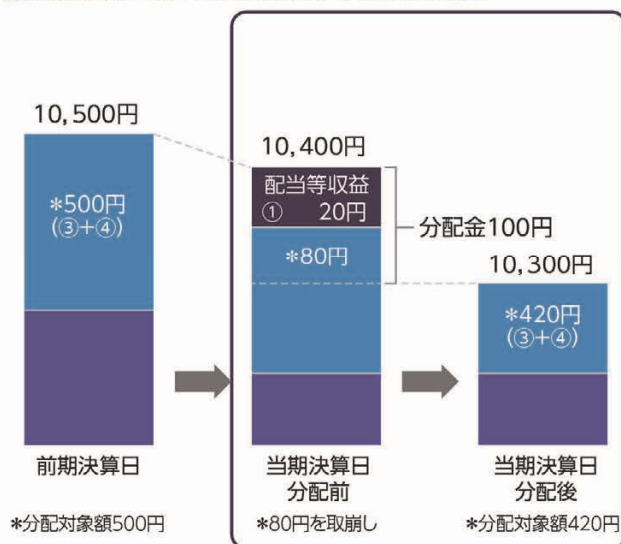 10,500円
*500円
(③+④)
前期決算日
*分配対象額500円
10,400円
配当等収益
① 20円
*80円
分配金100円
当期決算日
分配前
*80円を取崩し
10,300円
*420円
(③+④)
当期決算日
分配後
*分配対象額420円